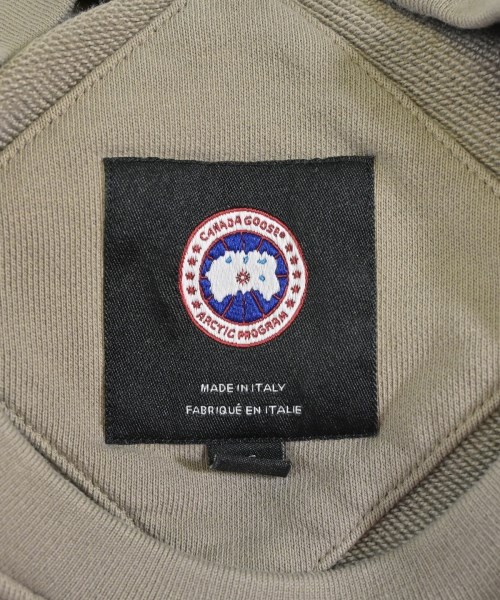 CANADA GOOSE®
ARCTIC PROGRAM
MADE IN ITALY
FABRIQUÉ EN ITALIE